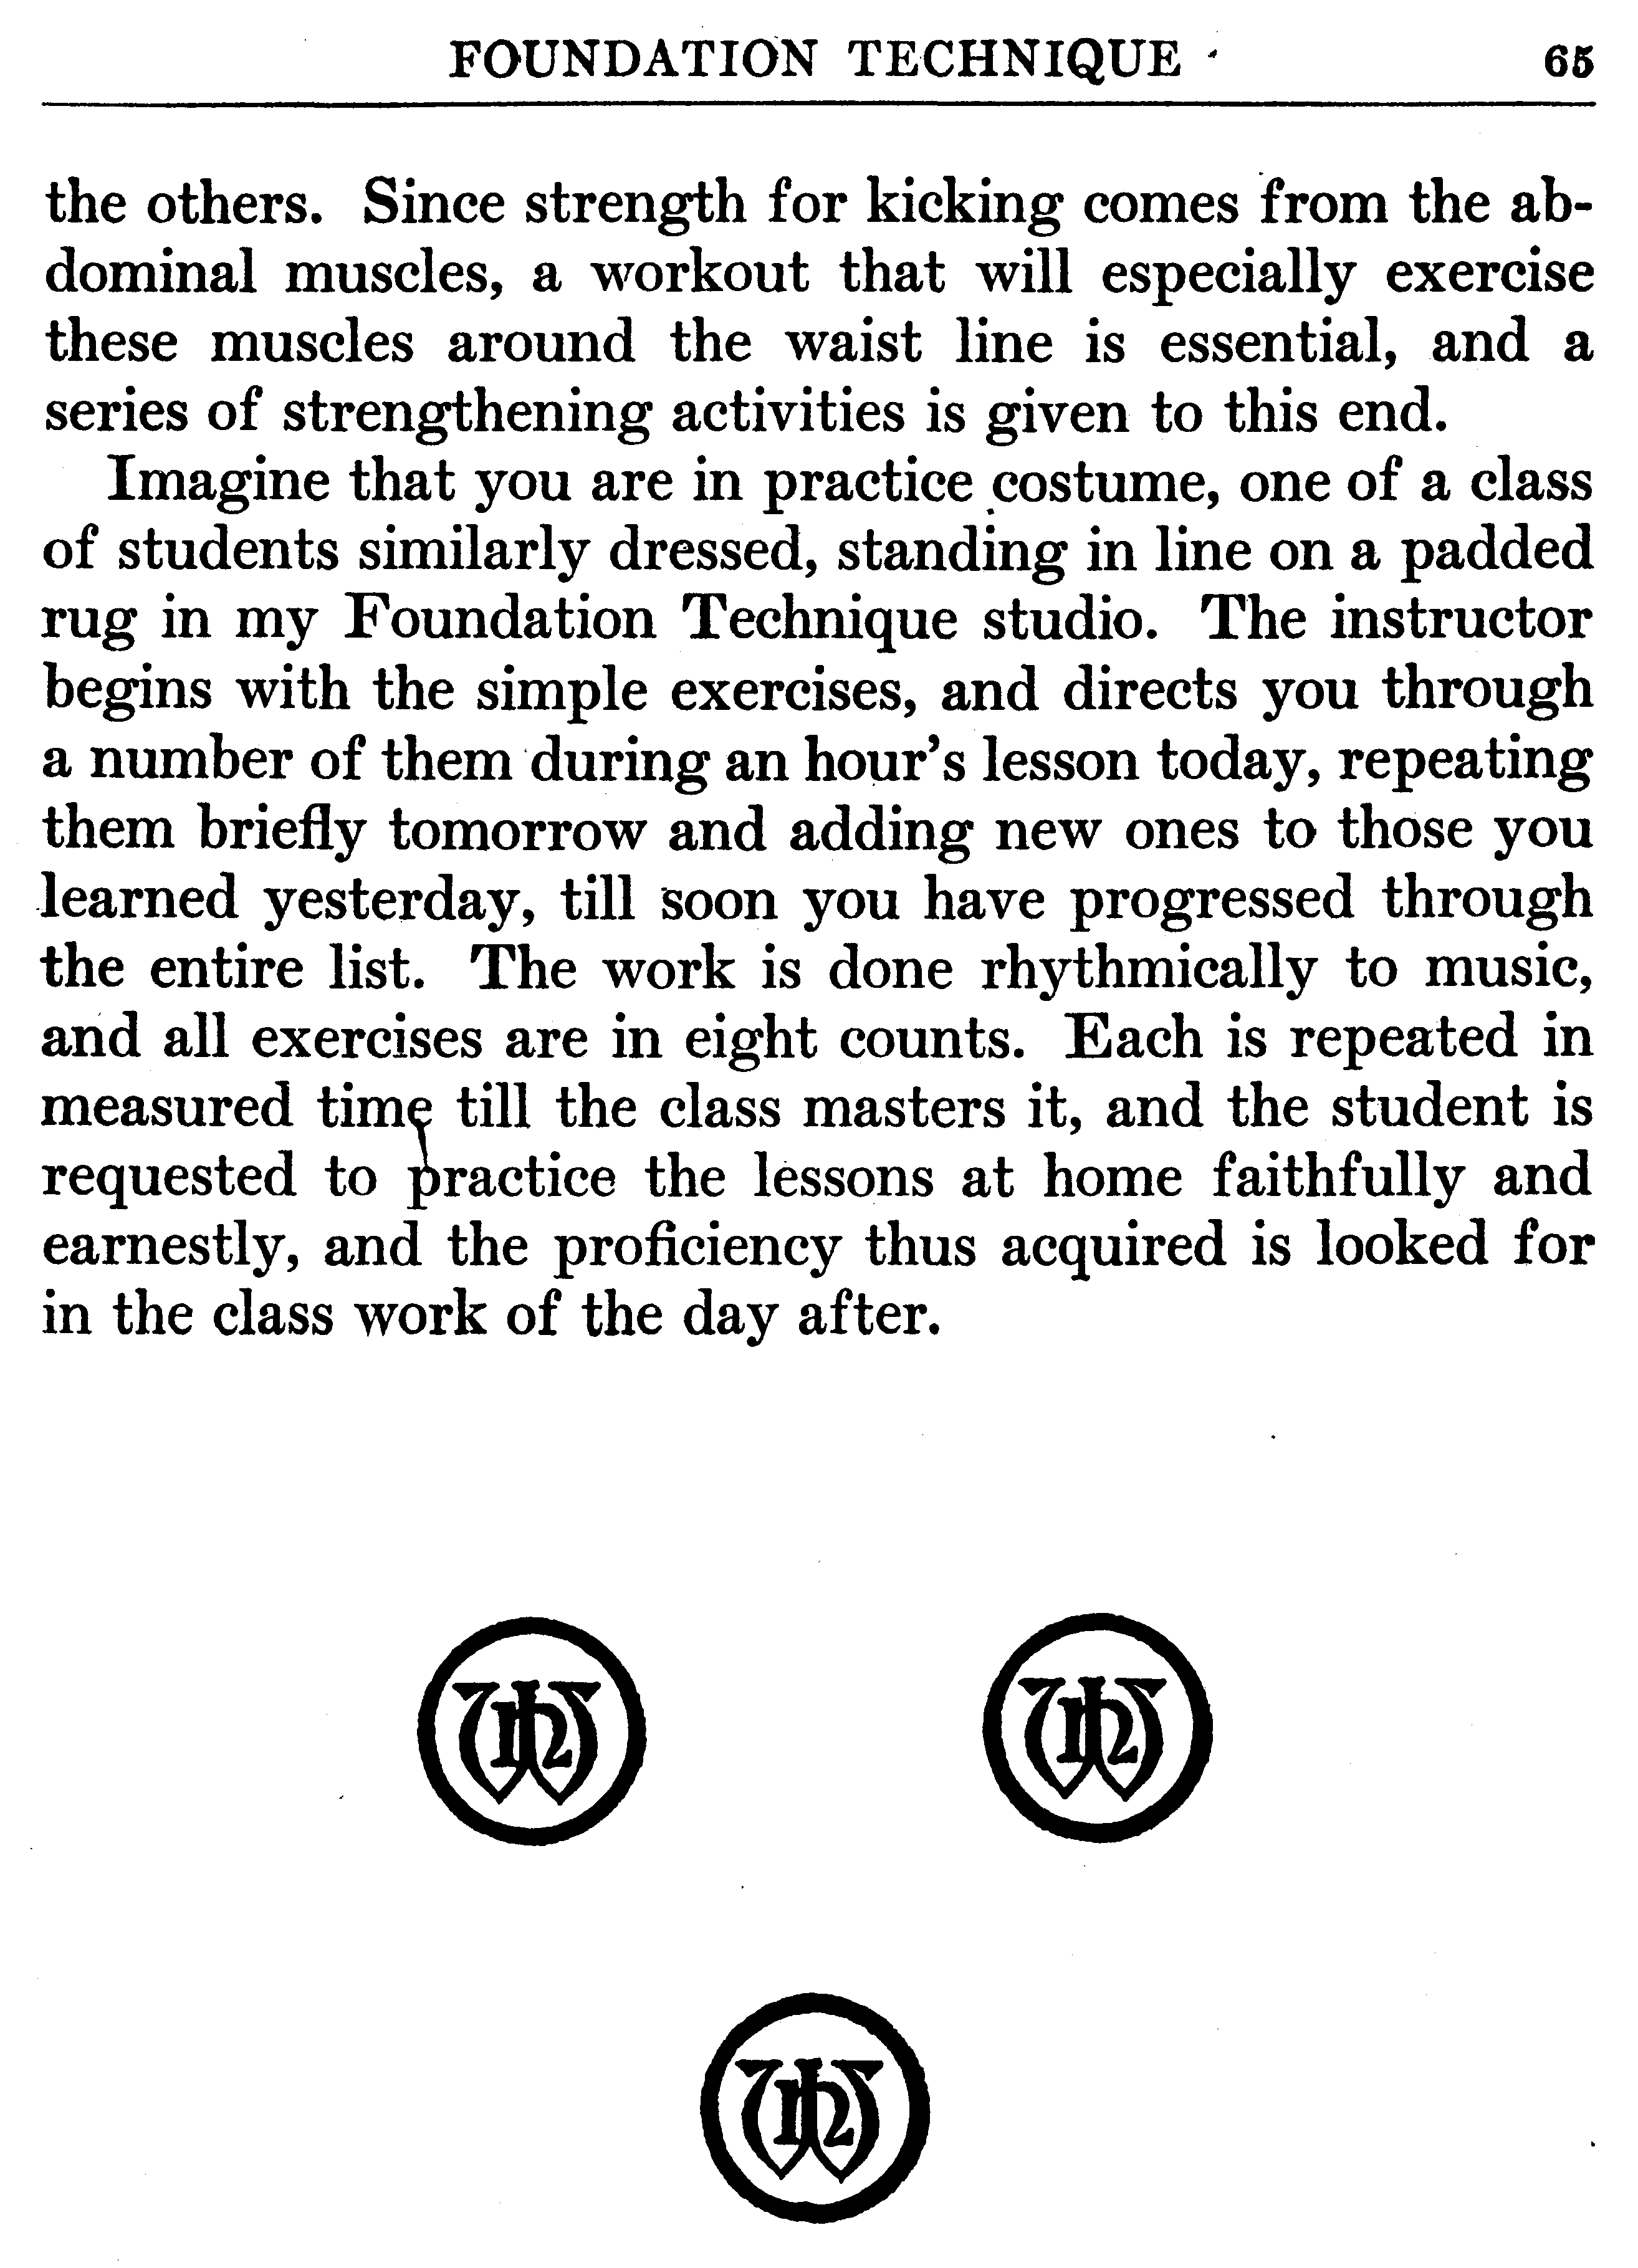 FOUNDATION TECHNIQUE 65
the others. Since strength for kicking comes from the ab-
dominal muscles, a workout that will especially exercise
these muscles around the waist line is essential, and a
series of strengthening activities is given to this end.
Imagine that you are in practice costume, one of a class
of students similarly dressed, standing in line on a padded
rug in my Foundation Technique studio. The instructor
begins with the simple exercises, and directs you through
a number of them during an hour's lesson today, repeating
them briefly tomorrow and adding new ones to those you
learned yesterday, till soon you have progressed through
the entire list. The work is done rhythmically to music,
and all exercises are in eight counts. Each is repeated in
measured time till the class masters it, and the student is
requested to practice the lessons at home faithfully and
earnestly, and the proficiency thus acquired is looked for
in the class work of the day after.